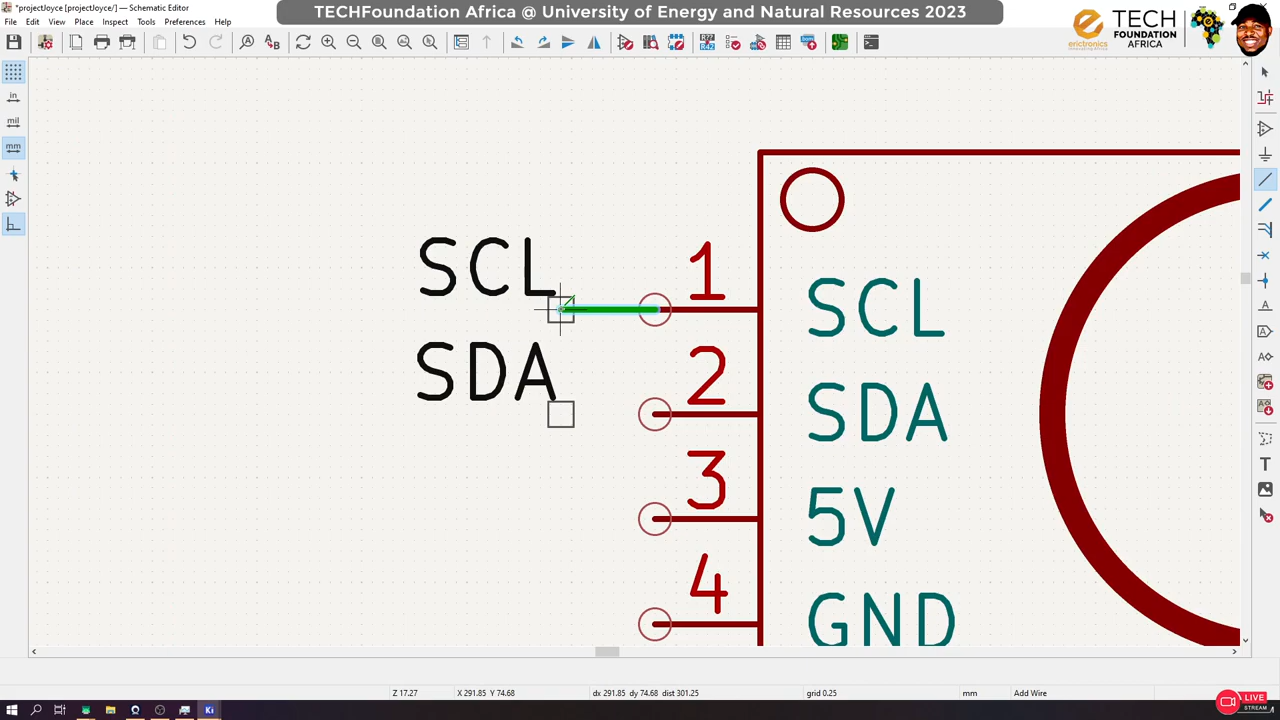 *projectJoyce [projectJoyce/] — Schematic Editor
TECHFoundation Africa @ University of Energy and Natural Resources 2023
File Edit View Place Inspect Tools Preferences Help
erictronics
TECH
FOUNDATION
AFRICA
in
mil
mm
SCL
1
SCL
SDA
2
SDA
3
5V
4
GND
Z 17.27 X 291.85 Y 74.68 dx 291.85 dy 74.68 dist 301.25 grid 0.25 mm Add Wire
LIVE
STREAM
Ki